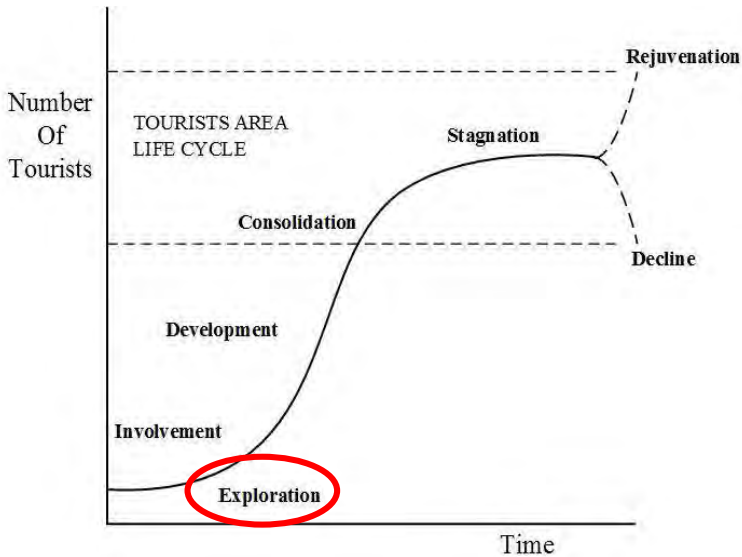 Rejuvenation
Number
Of
Tourists
TOURISTS AREA
LIFE CYCLE
Stagnation
Consolidation
Decline
Development
Involvement
Exploration
Time